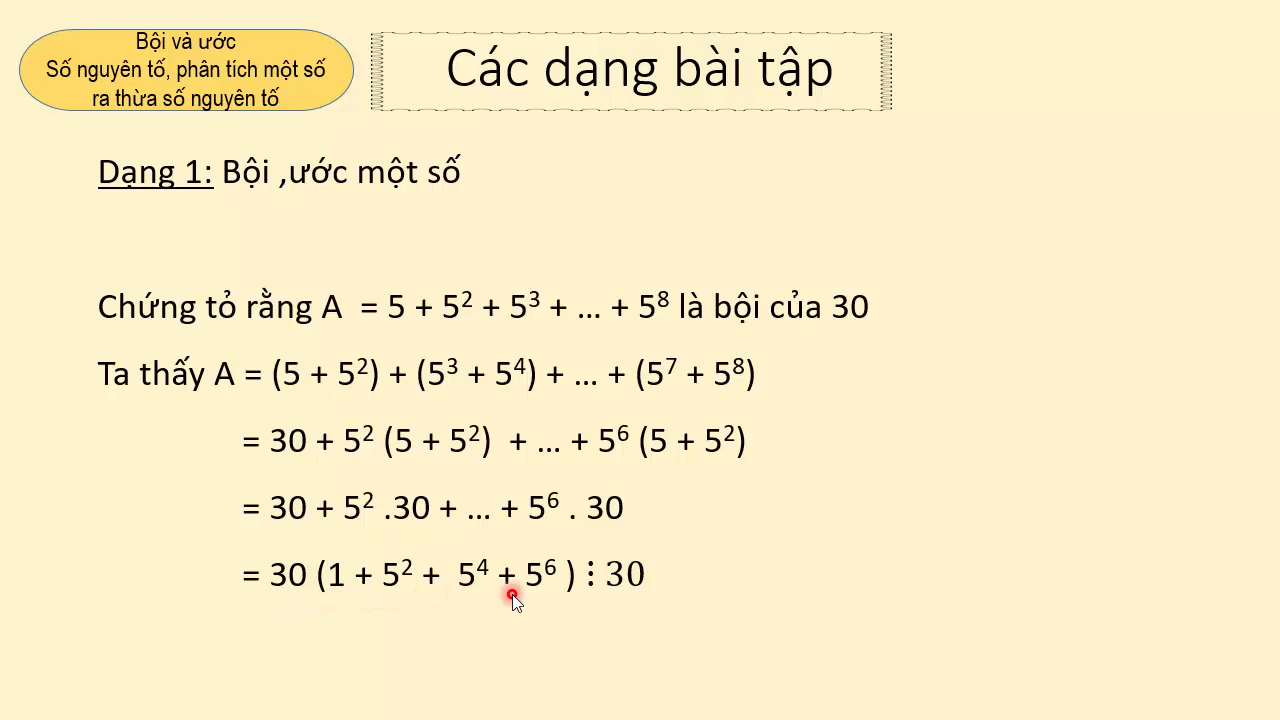 Bội và ước
Số nguyên tố, phân tích một số
ra thừa số nguyên tố
Các dạng bài tập
Dạng 1: Bội ,ước một số
Chứng tỏ rằng A = 5 + 5² + 5³ + ... + 5⁸ là bội của 30
Ta thấy A = (5 + 5²) + (5³ + 5⁴) + ... + (5⁷ + 5⁸)
= 30 + 5² (5 + 5²) + ... + 5⁶ (5 + 5²)
= 30 + 5² .30 + ... + 5⁶ . 30
= 30 (1 + 5² + 5⁴ + 5⁶ ) ⋮ 30